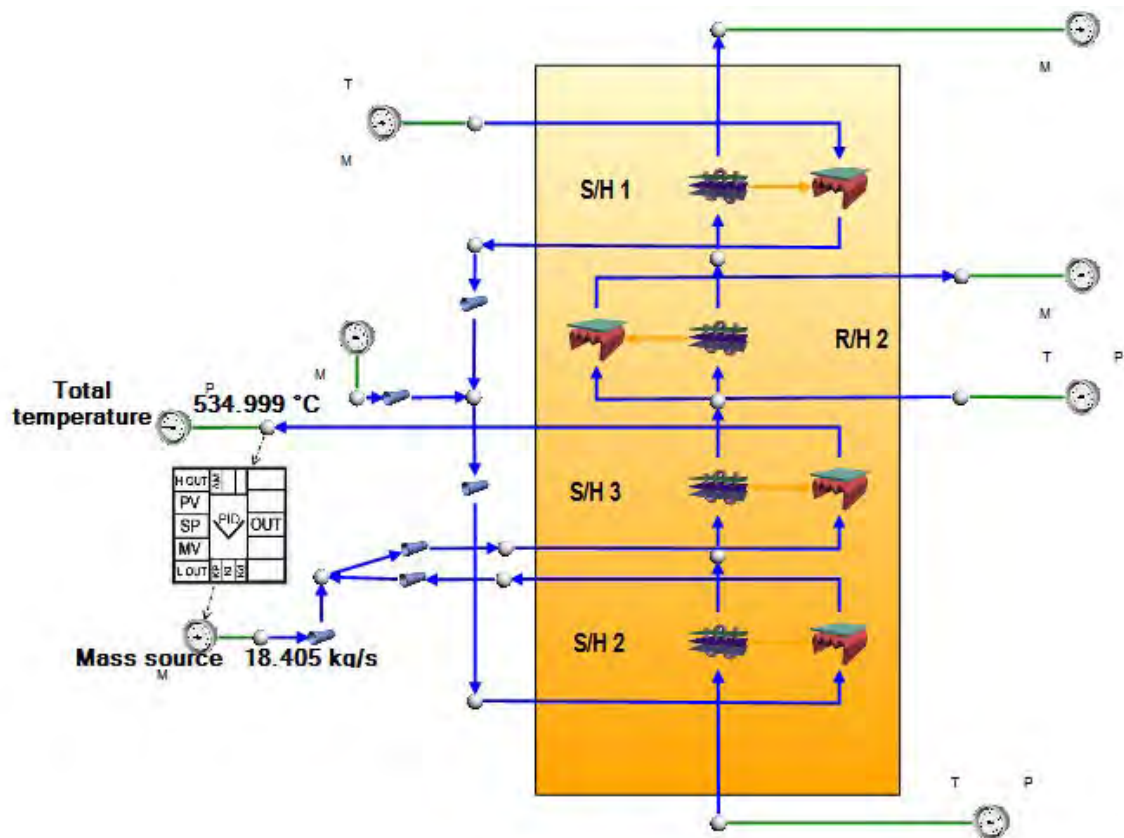 M
T
M
S/H 1
M
R/H 2
M
T P
P
Total
temperature
534.999 °C
H OUT
PV
SP
MV
L OUT
PID
OUT
S/H 3
S/H 2
Mass source 18.405 kg/s
M
T P